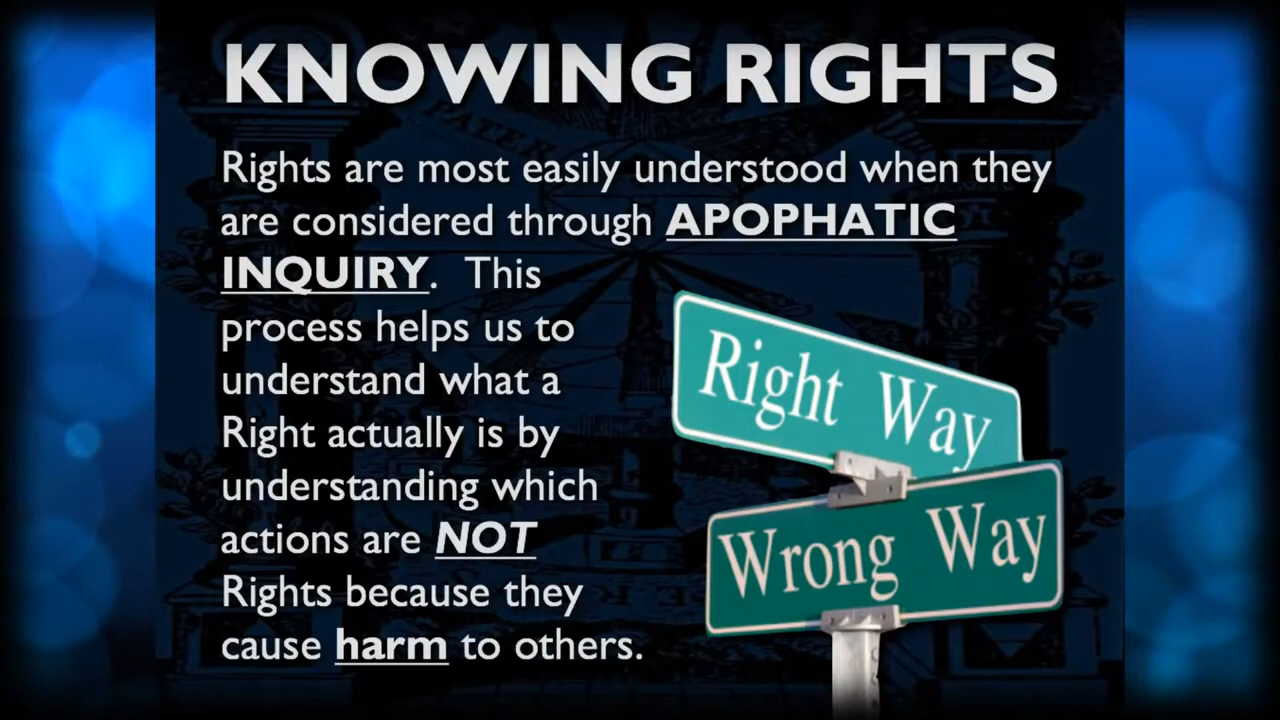 KNOWING RIGHTS
Rights are most easily understood when they
are considered through APOPHATIC
INQUIRY. This
process helps us to
understand what a
Right actually is by
understanding which
actions are NOT
Rights because they
cause harm to others.
Right Way
Wrong Way